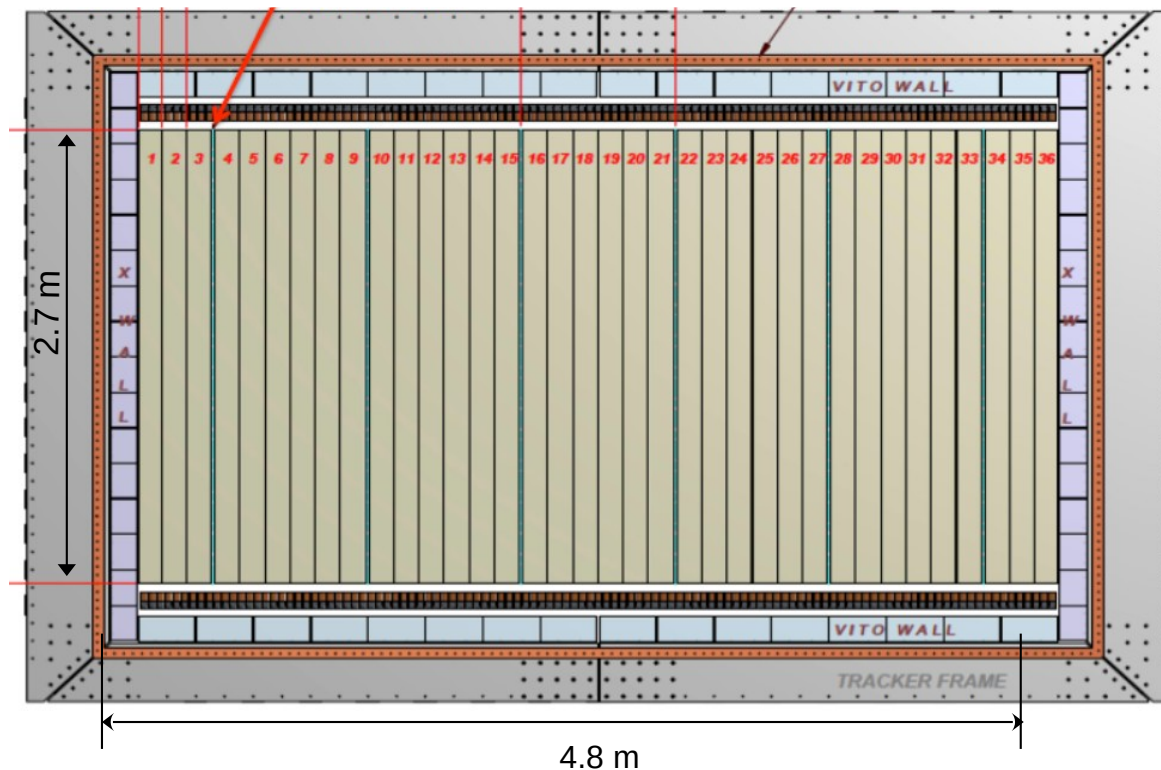 VITO WALL
1 2 3 4 5 6 7 8 9 10 11 12 13 14 15 16 17 18 19 20 21 22 23 24 25 26 27 28 29 30 31 32 33 34 35 36
2.7 m
X WALL
X WALL
VITO WALL
TRACKER FRAME
4.8 m